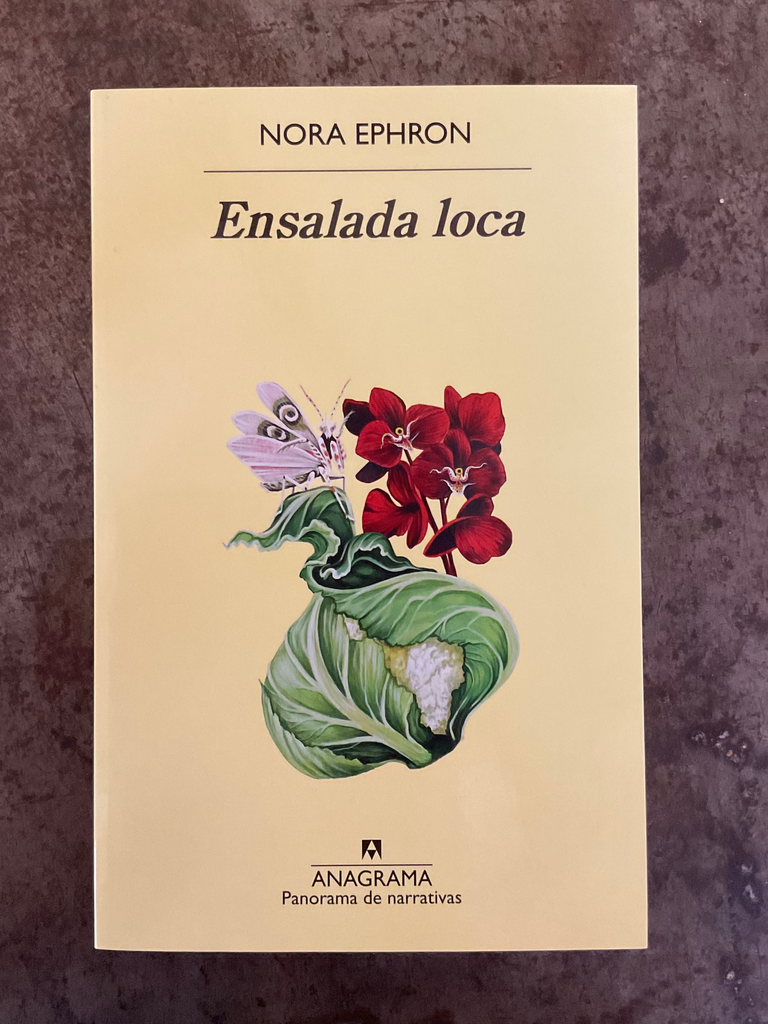 NORA EPHRON
Ensalada loca
ANAGRAMA
Panorama de narrativas